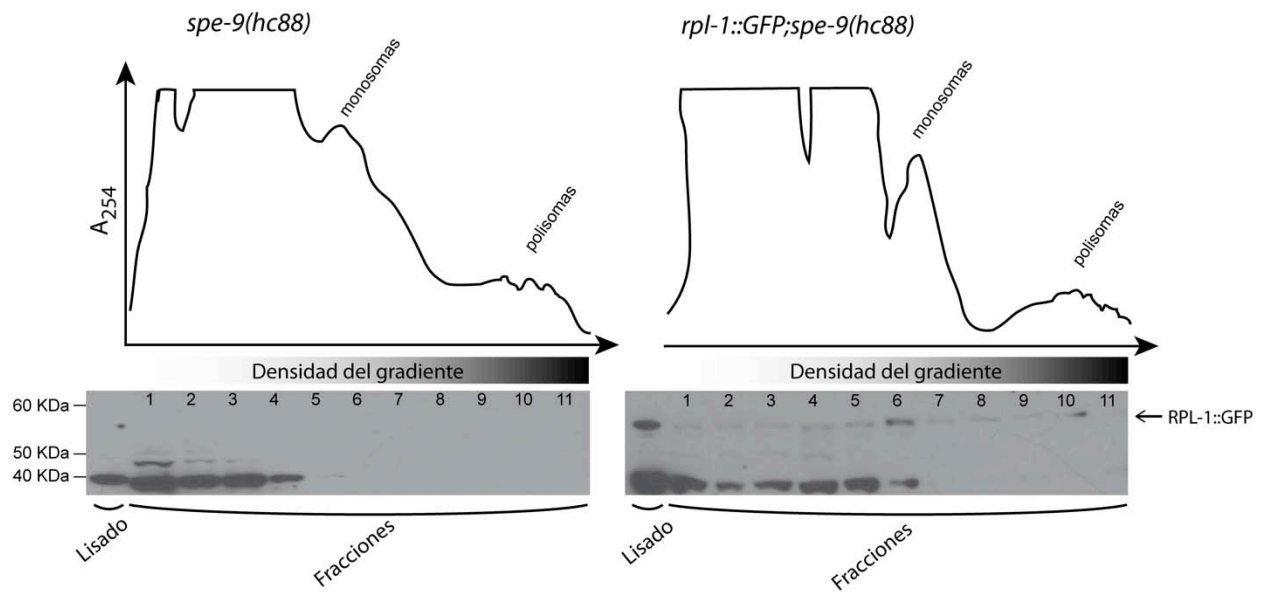 spe-9(hc88)
rpl-1::GFP;spe-9(hc88)
monosomas
polisomas
A254
monosomas
polisomas
Densidad del gradiente
Densidad del gradiente
60 KDa
50 KDa
40 KDa
1 2 3 4 5 6 7 8 9 10 11
1 2 3 4 5 6 7 8 9 10 11
RPL-1::GFP
Lisado
Fracciones
Lisado
Fracciones